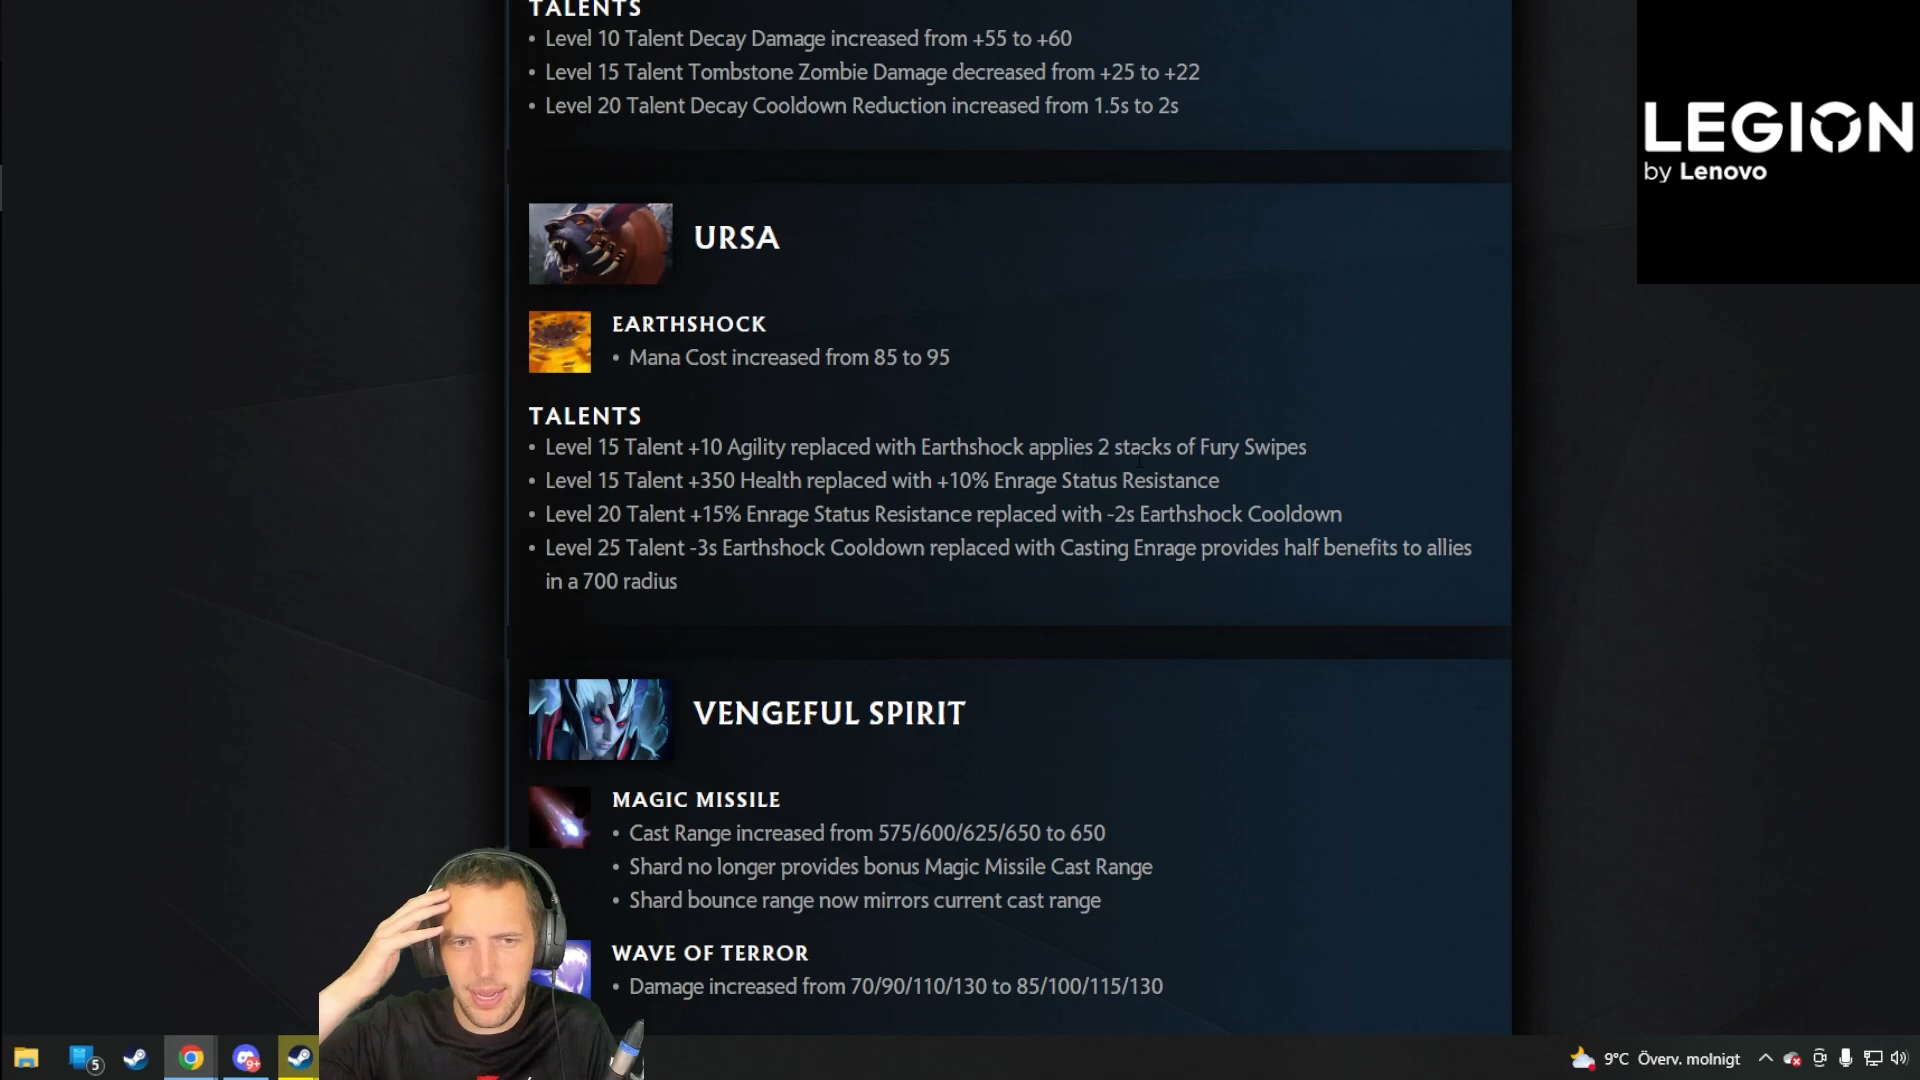 TALENTS
• Level 10 Talent Decay Damage increased from +55 to +60
• Level 15 Talent Tombstone Zombie Damage decreased from +25 to +22
• Level 20 Talent Decay Cooldown Reduction increased from 1.5s to 2s
LEGION
by Lenovo
URSA
EARTHSHOCK
• Mana Cost increased from 85 to 95
TALENTS
• Level 15 Talent +10 Agility replaced with Earthshock applies 2 stacks of Fury Swipes
• Level 15 Talent +350 Health replaced with +10% Enrage Status Resistance
• Level 20 Talent +15% Enrage Status Resistance replaced with -2s Earthshock Cooldown
• Level 25 Talent -3s Earthshock Cooldown replaced with Casting Enrage provides half benefits to allies
in a 700 radius
VENGEFUL SPIRIT
MAGIC MISSILE
• Cast Range increased from 575/600/625/650 to 650
• Shard no longer provides bonus Magic Missile Cast Range
• Shard bounce range now mirrors current cast range
WAVE OF TERROR
• Damage increased from 70/90/110/130 to 85/100/115/130
5
9+
9°C Överv. molnigt